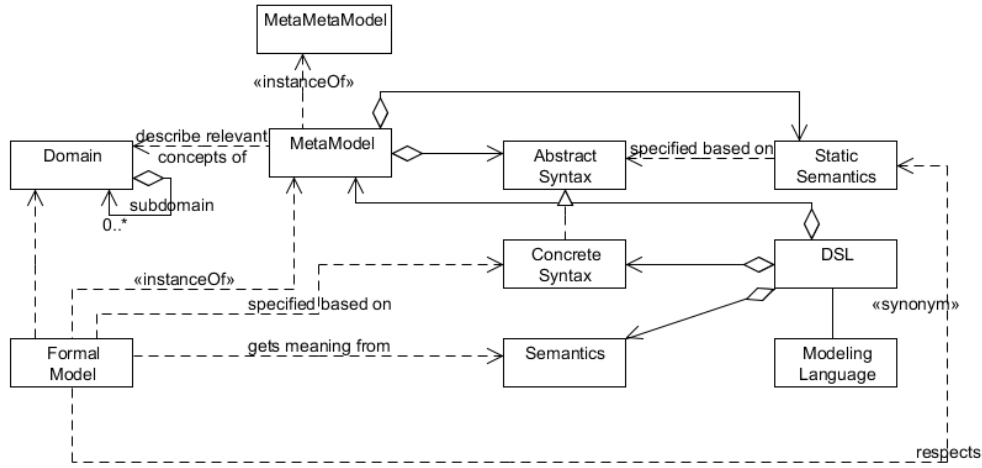 MetaMetaModel
«instanceOf»
describe relevant
concepts of
MetaModel
Domain
subdomain
0..*
Abstract
Syntax
specified based on
Static
Semantics
«instanceOf»
specified based on
Concrete
Syntax
DSL
«synonym»
Formal
Model
gets meaning from
Semantics
Modeling
Language
respects